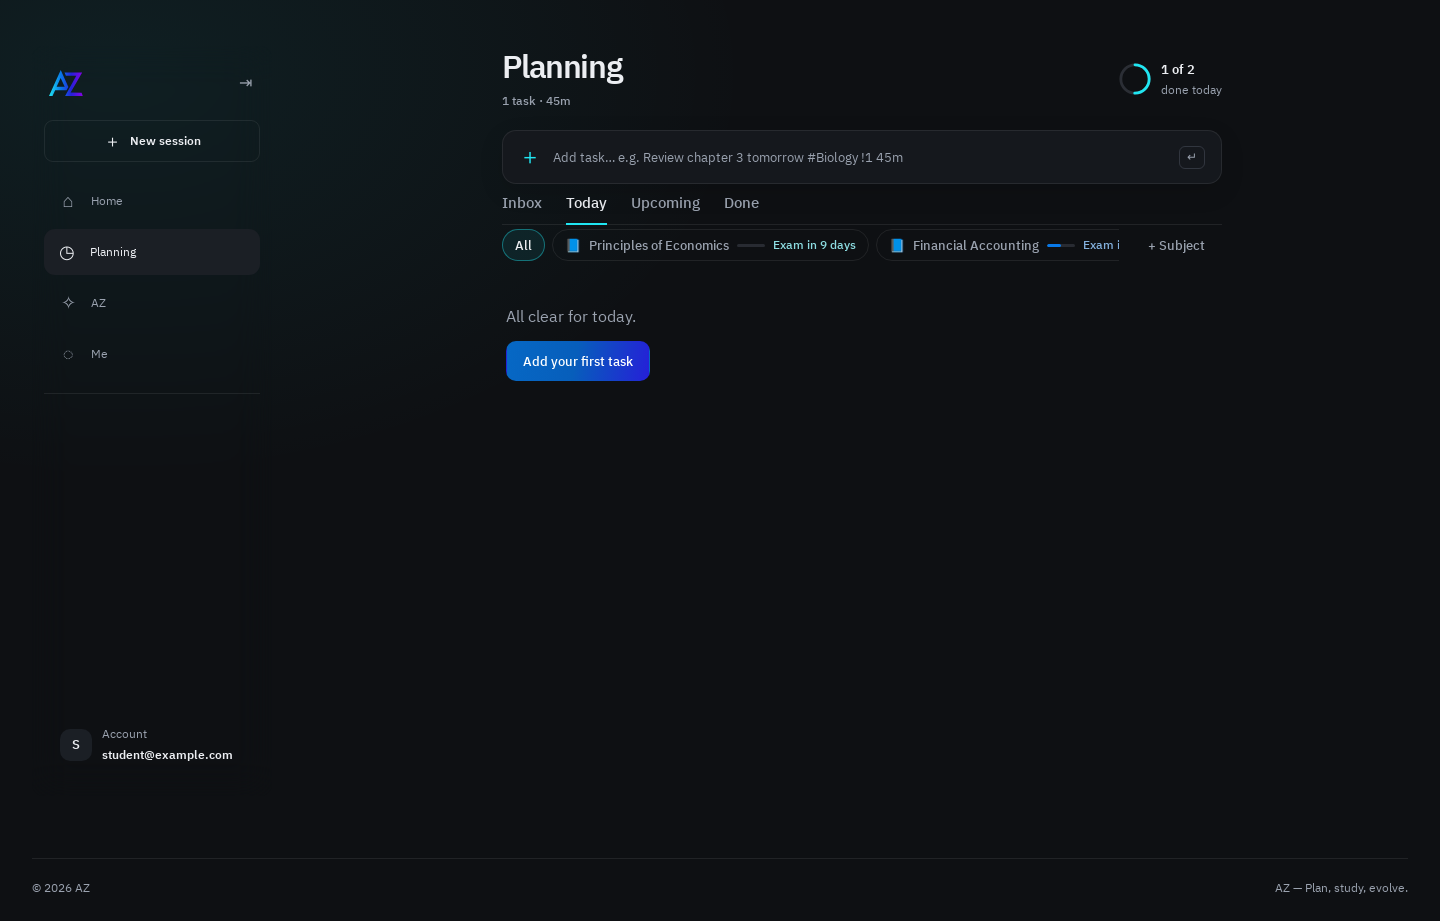 AZ
New session
Home
Planning
AZ
Me
Account
S
student@example.com
Planning
1 task · 45m
1 of 2
done today
Add task... e.g. Review chapter 3 tomorrow #Biology !1 45m
Inbox Today Upcoming Done
All Principles of Economics Exam in 9 days Financial Accounting Exam i + Subject
All clear for today.
Add your first task
© 2026 AZ
AZ — Plan, study, evolve.